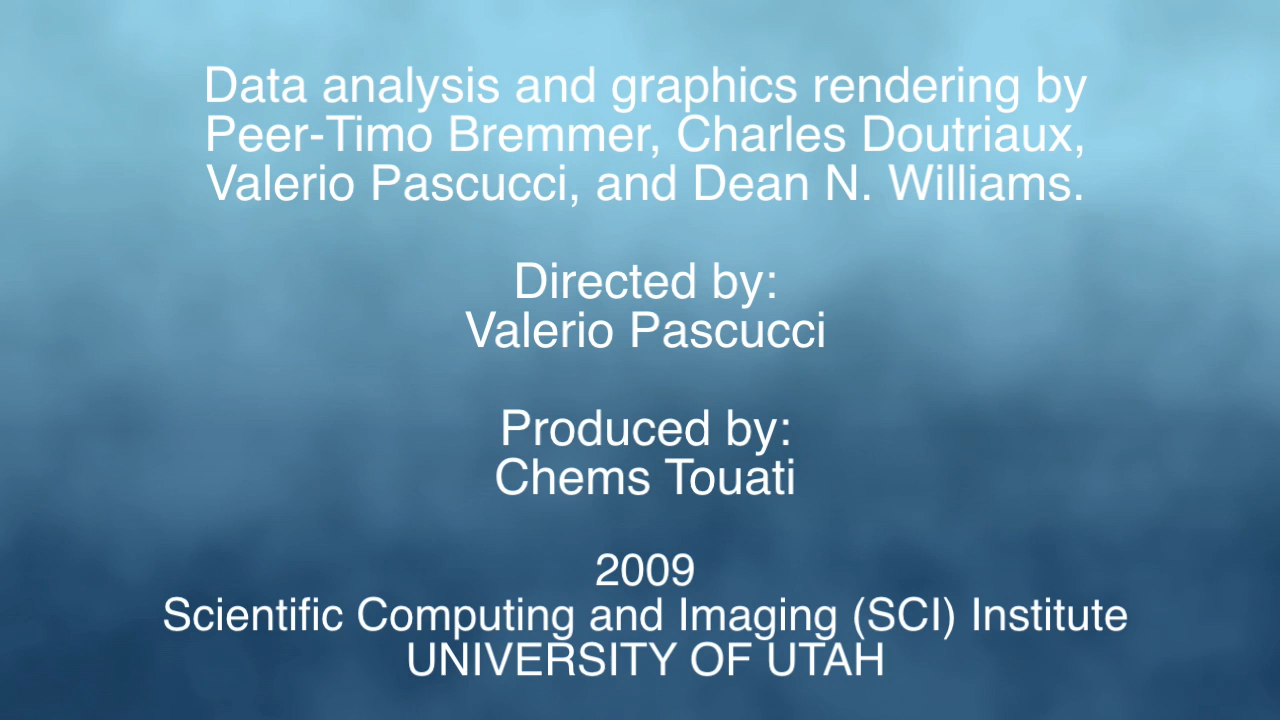 Data analysis and graphics rendering by
Peer-Timo Bremmer, Charles Doutriaux,
Valerio Pascucci, and Dean N. Williams.
Directed by:
Valerio Pascucci
Produced by:
Chems Touati
2009
Scientific Computing and Imaging (SCI) Institute
UNIVERSITY OF UTAH